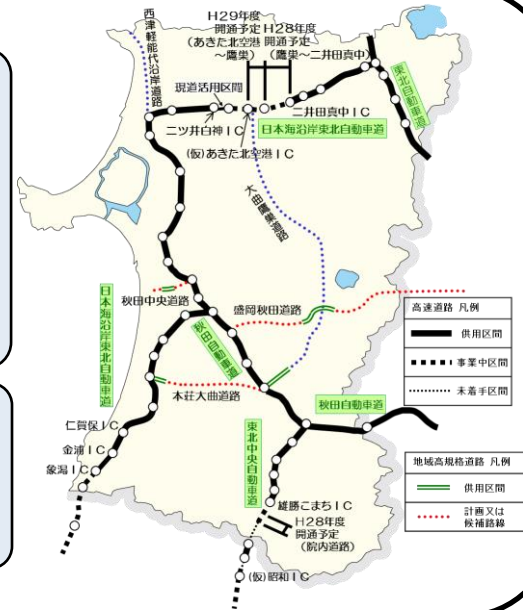 西津軽能代沿岸道路
H29年度
開通予定
(あきた北空港
～鷹巣)
H28年度
開通予定
(鷹巣～二井田真中)
現道活用区間
二ツ井白神IC
(仮)あきた北空港IC
二井田真中IC
日本海沿岸東北自動車道
東北自動車道
大曲鷹巣道路
日本海沿岸東北自動車道
秋田中央道路
秋田自動車道
盛岡秋田道路
本荘大曲道路
秋田自動車道
東北中央自動車道
仁賀保IC
金浦IC
象潟IC
雄勝こまちIC
H28年度
開通予定
(院内道路)
(仮)昭和IC
高速道路 凡例
供用区間
事業中区間
未着手区間
地域高規格道路 凡例
供用区間
計画又は
候補路線